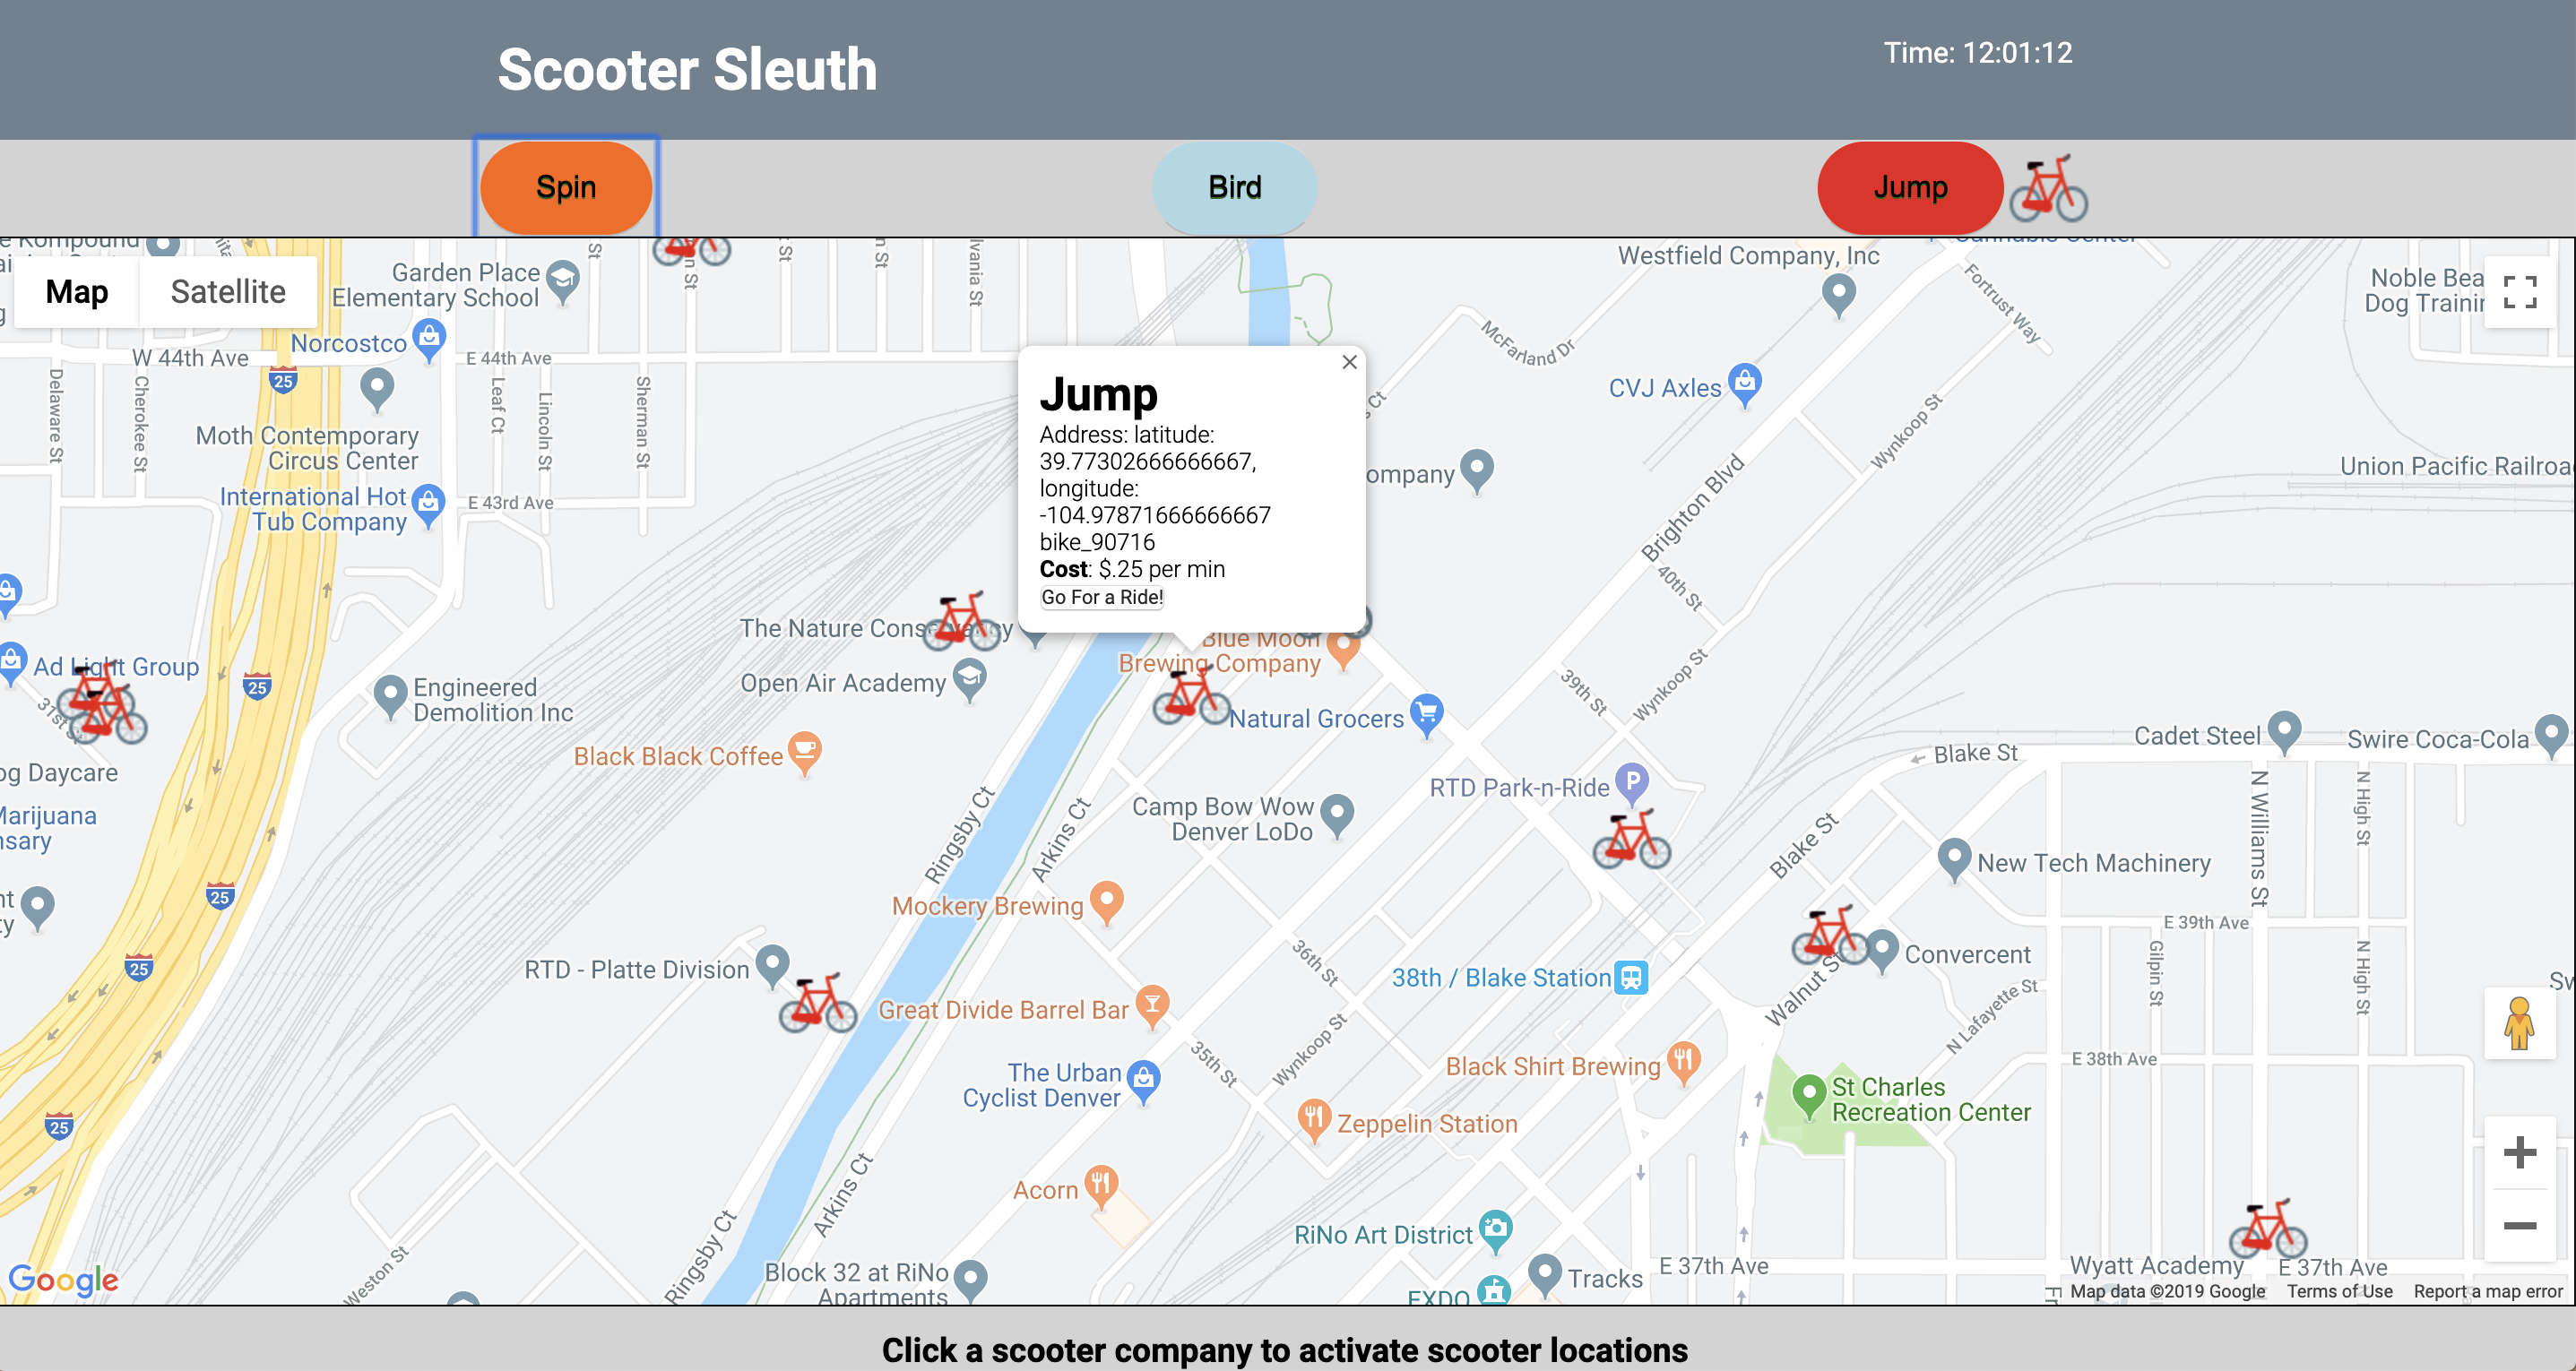 Scooter Sleuth
Time: 12:01:12
Spin
Bird
Jump
Map
Satellite
Garden Place
Elementary School
Norcostco
W 44th Ave
E 44th Ave
25
Delaware St
Cherokee St
Leaf Ct
Lincoln St
Sherman St
Moth Contemporary
Circus Center
International Hot
Tub Company
E 43rd Ave
St
St
Westfield Company, Inc
McFarland Dr
Fortrust Way
Noble Bea
Dog Trainin
CVJ Axles
Wynkoop St
Brighton Blvd
Union Pacific Railroa
40th St
Jump
Address: latitude:
39.77302666666667,
longitude:
-104.97871666666667
bike_90716
Cost: $.25 per min
Go For a Ride!
ompany
The Nature Conservancy
Blue Moon
Brewing Company
Open Air Academy
Ad Light Group
31st St
25
Engineered
Demolition Inc
Natural Grocers
39th St
Wynkoop St
Black Black Coffee
og Daycare
Marijuana
nsary
Ringsby Ct
Arkins Ct
Camp Bow Wow
Denver LoDo
RTD Park-n-Ride
P
Blake St
Cadet Steel
Swire Coca-Cola
Blake St
N Williams St
N High St
New Tech Machinery
25
Mockery Brewing
E 39th Ave
36th St
Convercent
Walnut St
25
RTD - Platte Division
38th / Blake Station
Gilpin St
N High St
N Lafayette St
Great Divide Barrel Bar
35th St
Wynkoop St
Black Shirt Brewing
E 38th Ave
The Urban
Cyclist Denver
St Charles
Recreation Center
25
Zeppelin Station
Acorn
Arkins Ct
Ringsby Ct
RiNo Art District
Weston St
Block 32 at RiNo
Apartments
Tracks
E 37th Ave
Wyatt Academy
E 37th Ave
EXDO
Google
Map data ©2019 Google
Terms of Use
Report a map error
Click a scooter company to activate scooter locations